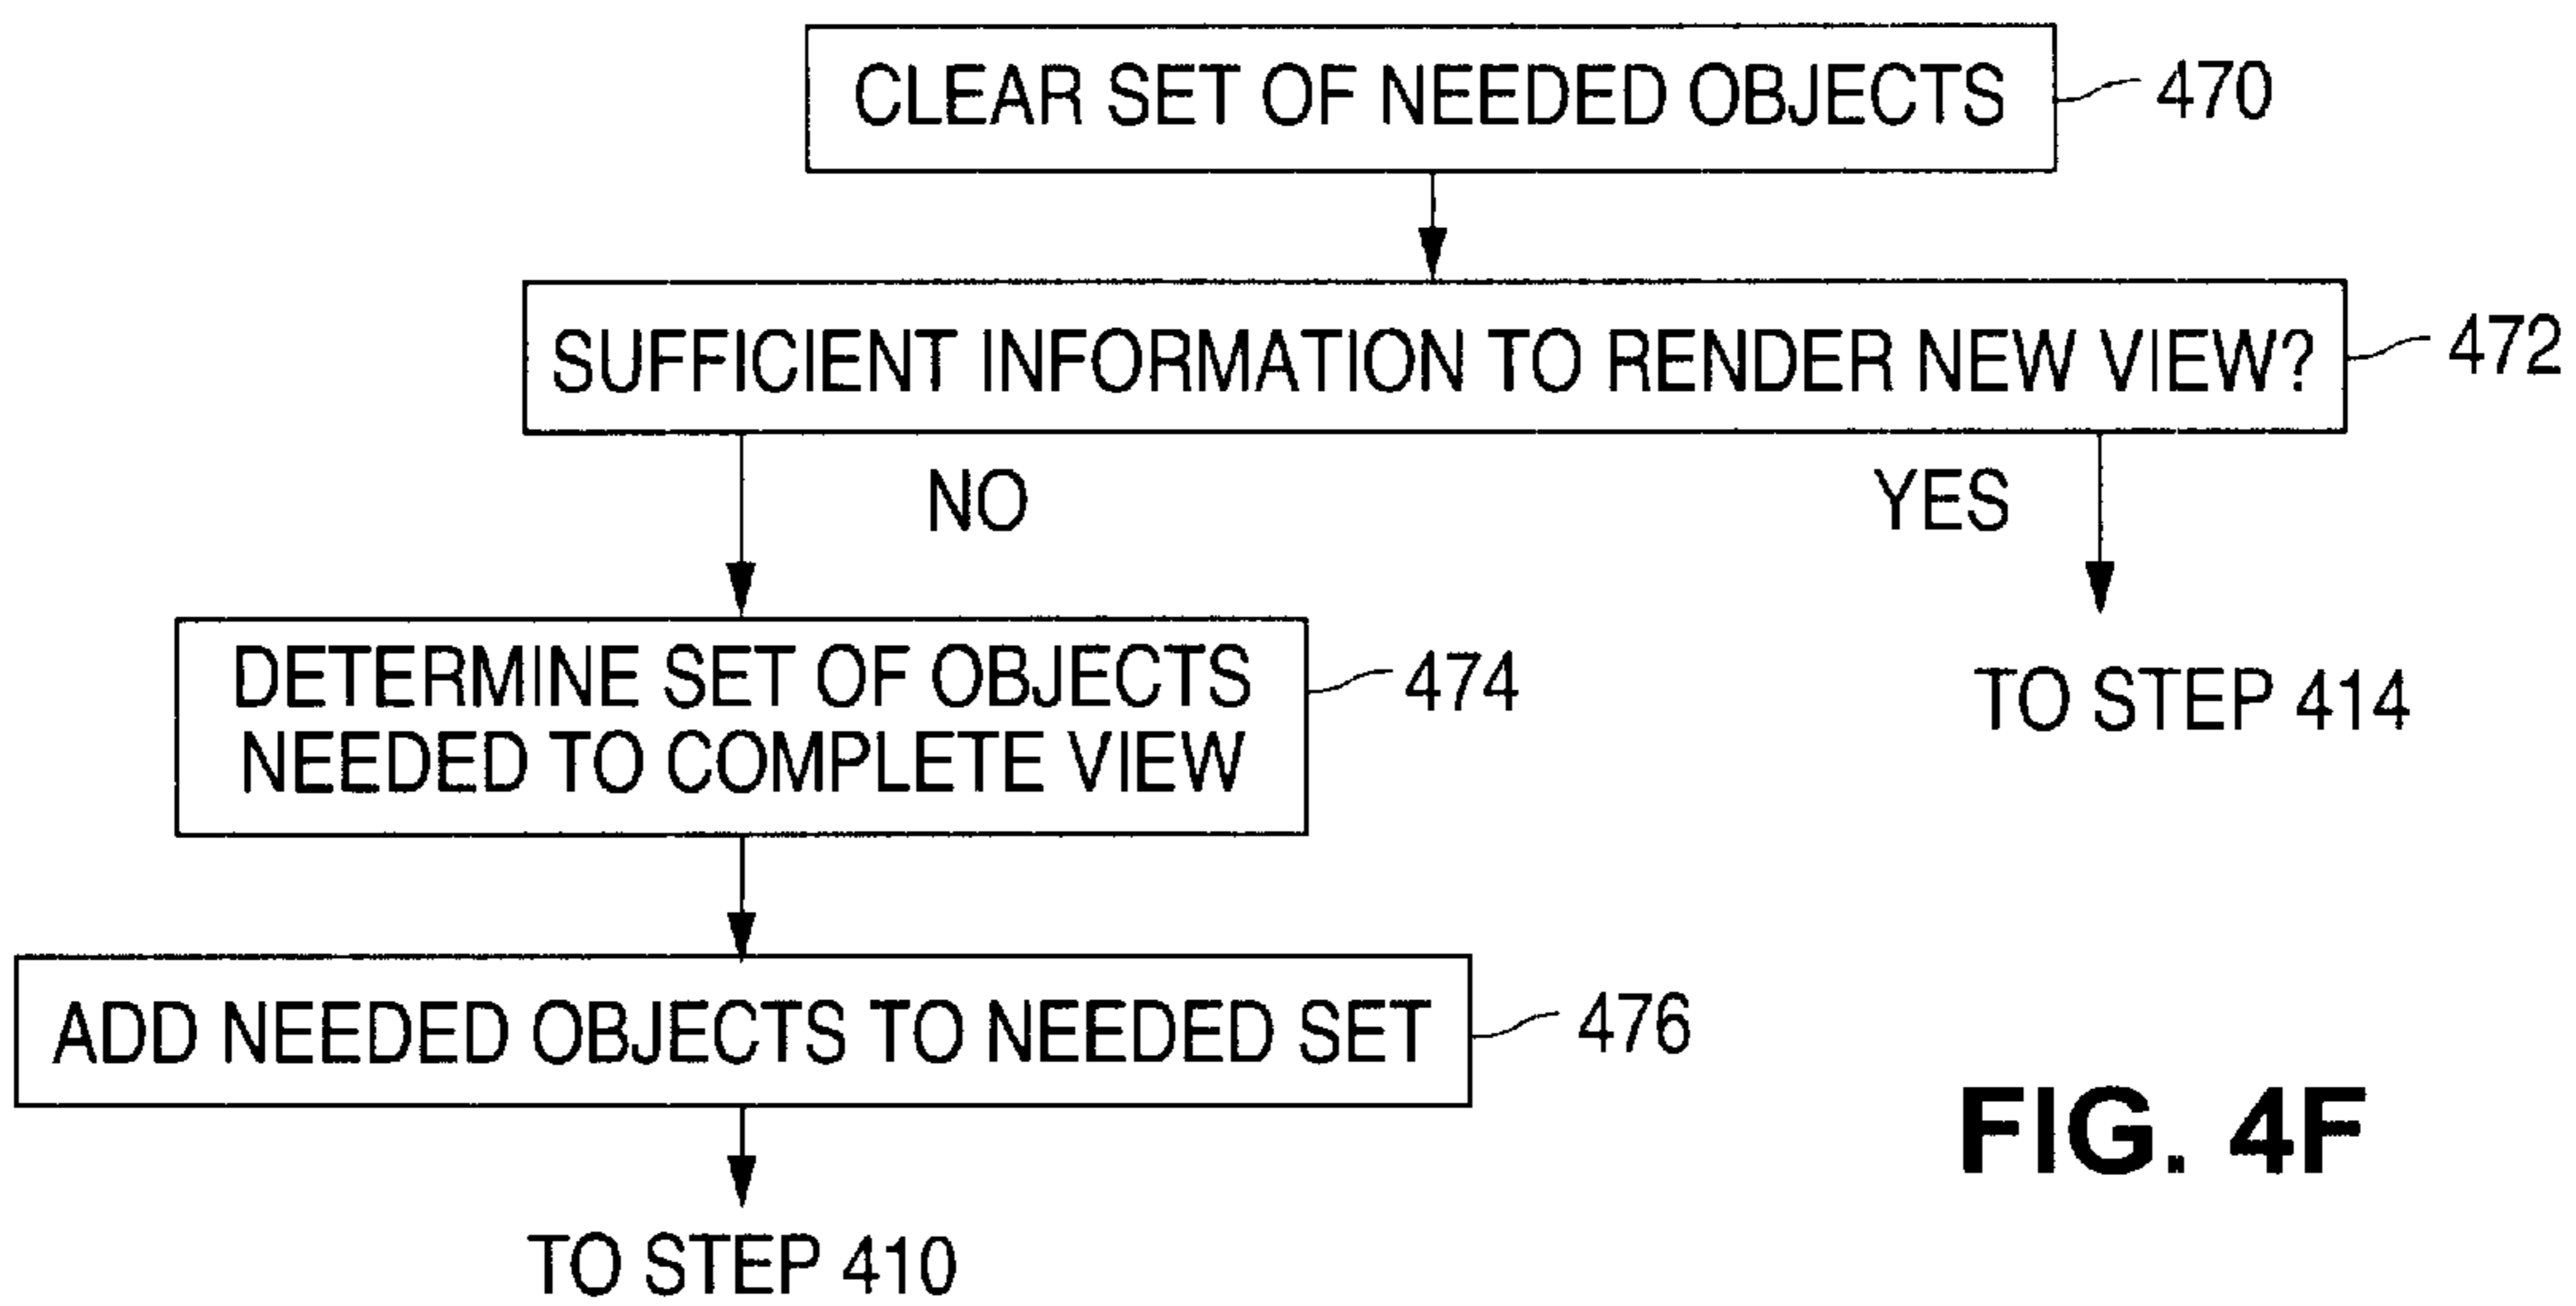 CLEAR SET OF NEEDED OBJECTS
470
SUFFICIENT INFORMATION TO RENDER NEW VIEW?
472
NO
YES
DETERMINE SET OF OBJECTS
NEEDED TO COMPLETE VIEW
474
TO STEP 414
ADD NEEDED OBJECTS TO NEEDED SET
476
TO STEP 410
FIG. 4F